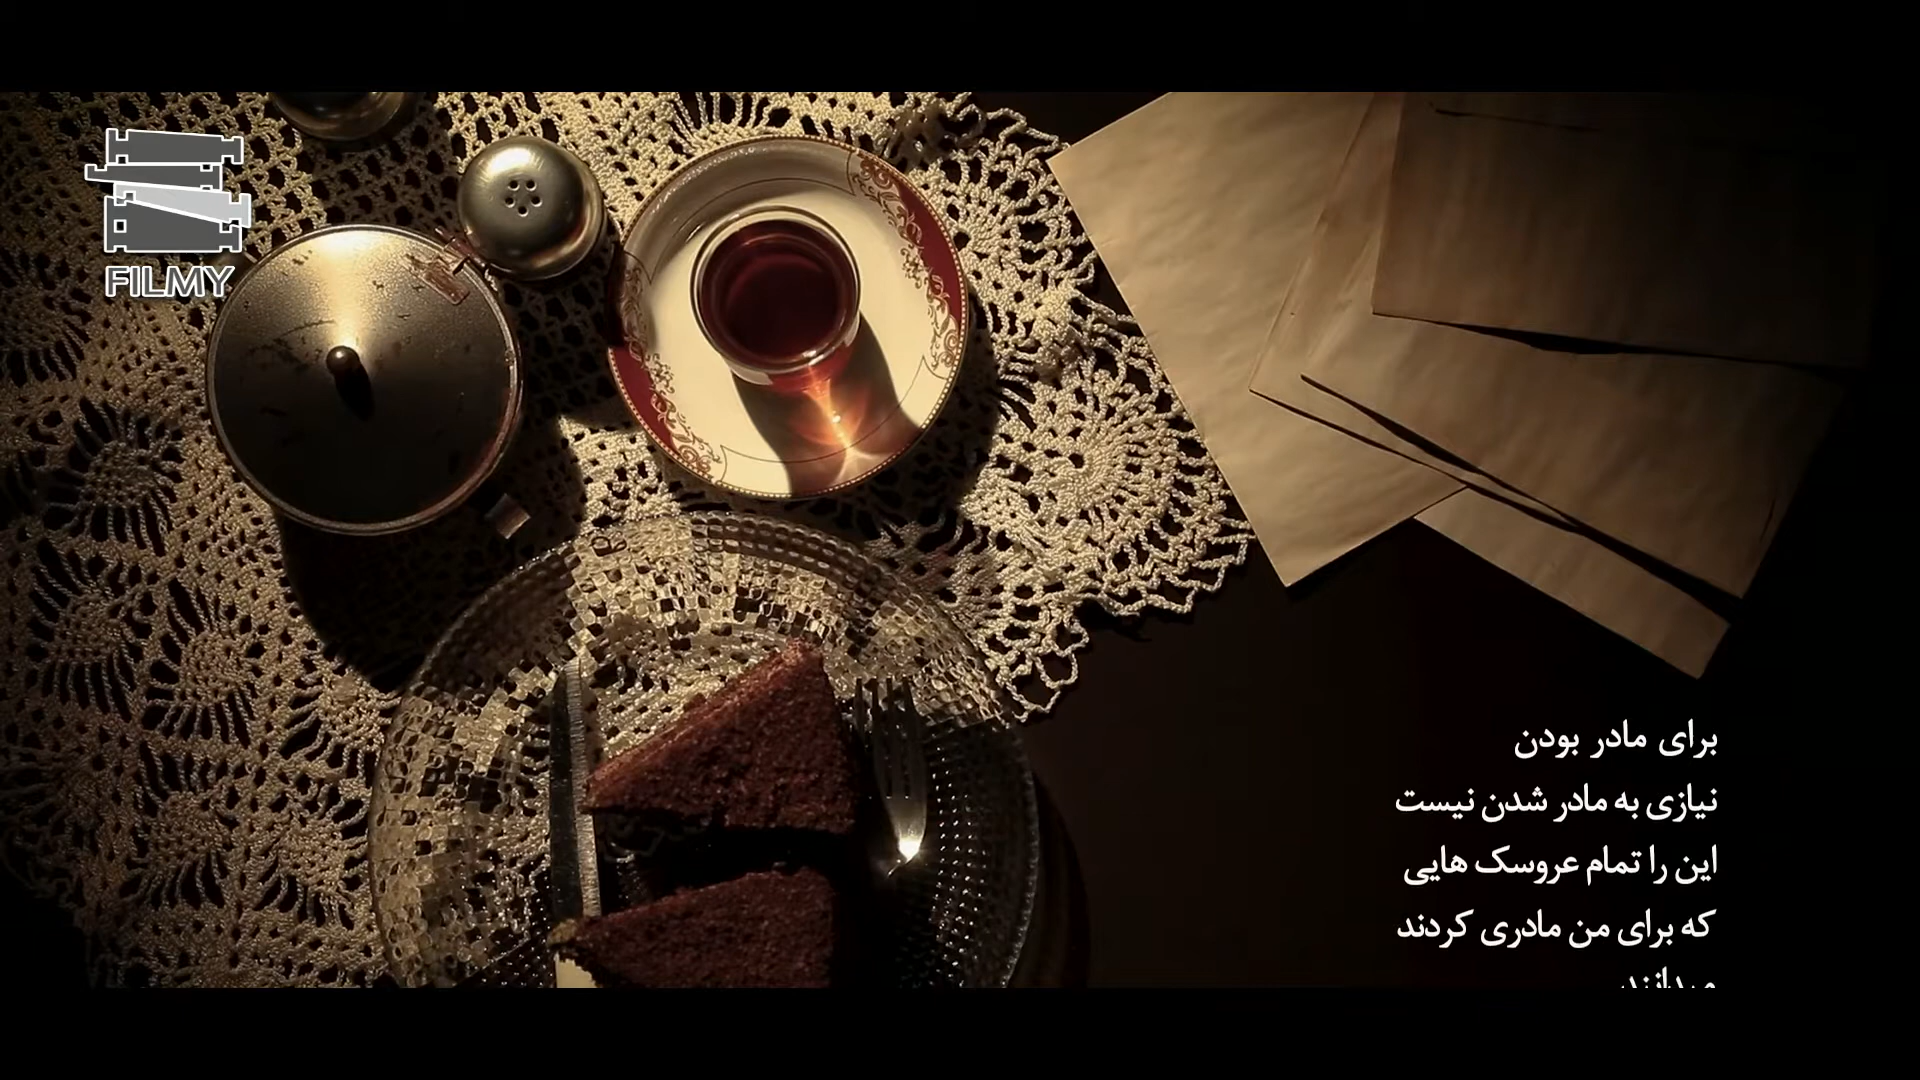 FILMY
برای مادر بودن
نیازی به مادر شدن نیست
این را تمام عروسک هایی
که برای من مادری کردند
میدانند